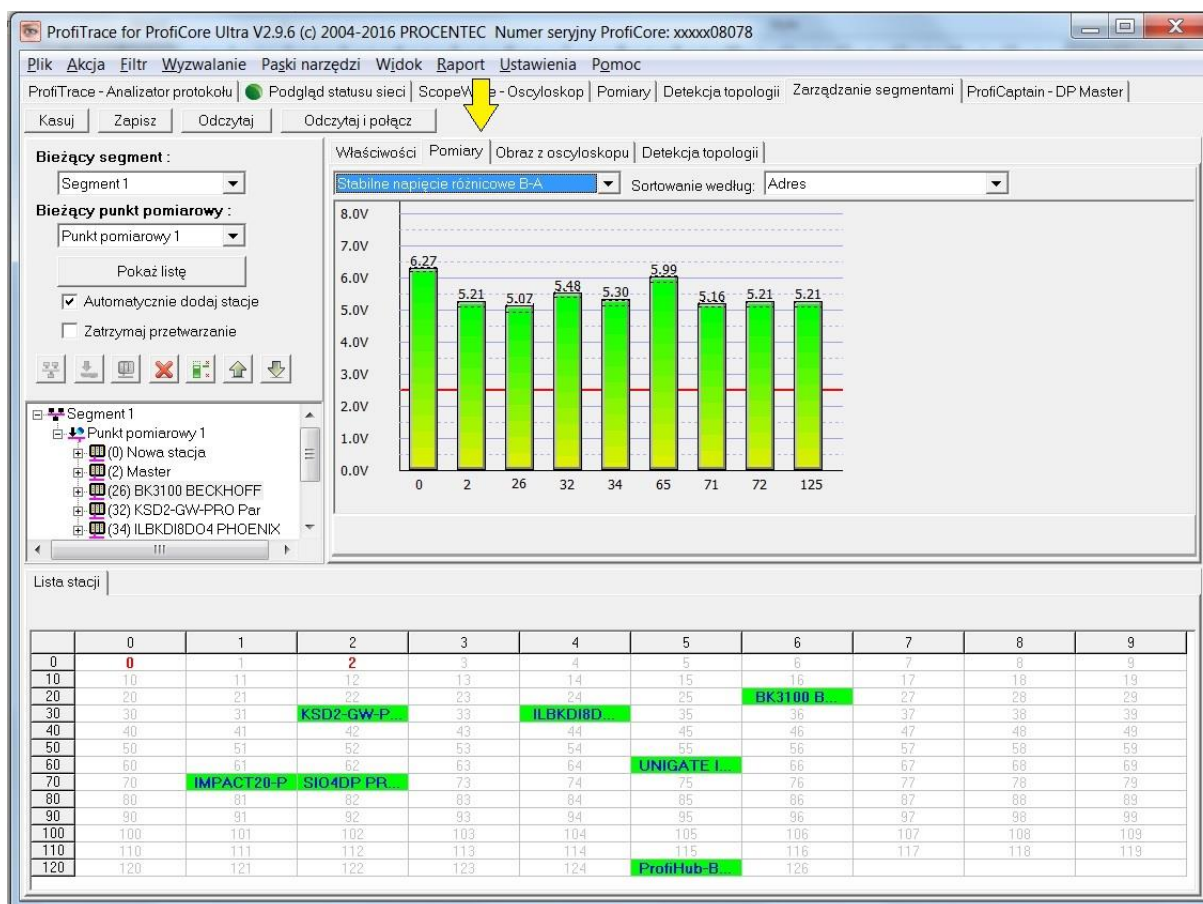 ProfiTrace for ProfiCore Ultra V2.9.6 (c) 2004-2016 PROCENTEC Numer seryjny ProfiCore: xxxxx08078
Plik Akcja Filtr Wyzwalanie Paski narzędzi Widok Raport Ustawienia Pomoc
ProfiTrace - Analizator protokołu Podgląd statusu sieci ScopeW - Oscyloskop Pomiary Detekcja topologii Zarządzanie segmentami ProfiCaptain - DP Master
Kasuj Zapisz Odczytaj Odczytaj i połącz
Właściwości Pomiary Obraz z oscyloskopu Detekcja topologii
Bieżący segment :
Segment 1
Bieżący punkt pomiarowy :
Punkt pomiarowy 1
Pokaż listę
Automatycznie dodaj stacje
Zatrzymaj przetwarzanie
Segment 1
Punkt pomiarowy 1
(0) Nowa stacja
(2) Master
(26) BK3100 BECKHOFF
(32) KSD2-GW-PRO Par
(34) ILBKDI8DO4 PHOENIX
Stabilne napięcie różnicowe B-A Sortowanie według: Adres
8.0V
7.0V
6.0V
5.0V
4.0V
3.0V
2.0V
1.0V
0.0V
6.27 5.21 5.07 5.48 5.30 5.99 5.16 5.21 5.21
0 2 26 32 34 65 71 72 125
Lista stacji
0 1 2 3 4 5 6 7 8 9
0 0 1 2 3 4 5 6 7 8 9
10 10 11 12 13 14 15 16 17 18 19
20 20 21 22 23 24 25 BK3100 B... 27 28 29
30 30 31 KSD2-GW-P... 33 ILBKDI8D... 35 36 37 38 39
40 40 41 42 43 44 45 46 47 48 49
50 50 51 52 53 54 55 56 57 58 59
60 60 61 62 63 64 UNIGATE I... 66 67 68 69
70 70 IMPACT20-P SIO4DP PR... 73 74 75 76 77 78 79
80 80 81 82 83 84 85 86 87 88 89
90 90 91 92 93 94 95 96 97 98 99
100 100 101 102 103 104 105 106 107 108 109
110 110 111 112 113 114 115 116 117 118 119
120 120 121 122 123 124 ProfiHub-B... 126